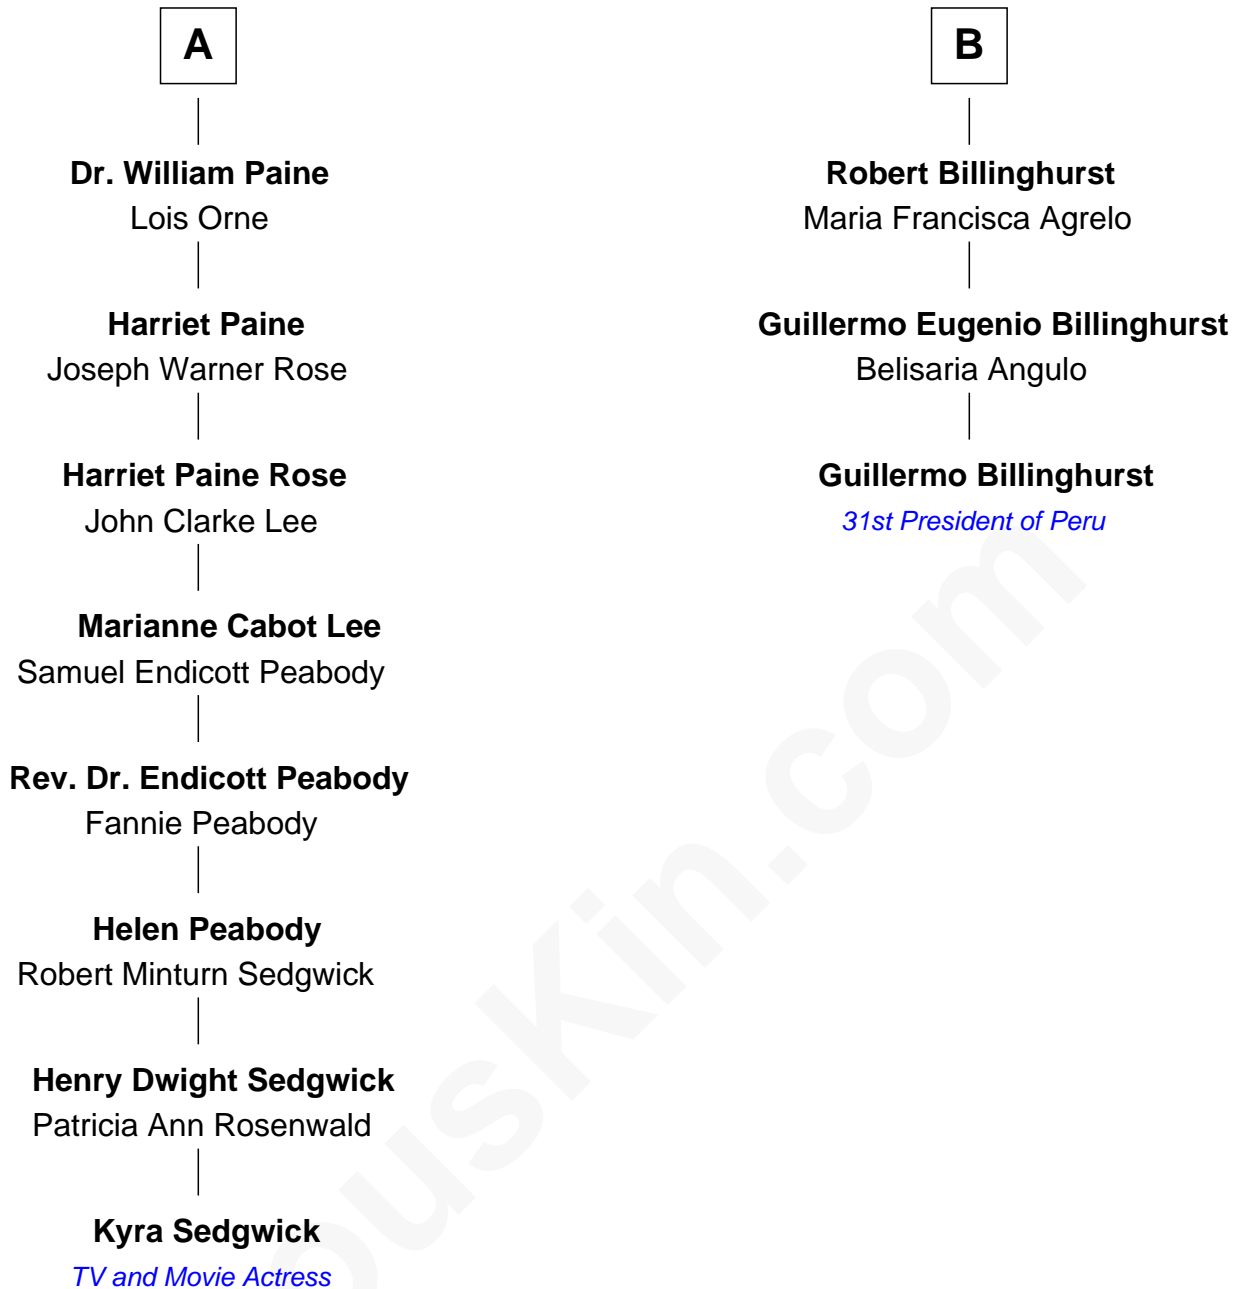 A
Dr. William Paine
Lois Orne
Harriet Paine
Joseph Warner Rose
Harriet Paine Rose
John Clarke Lee
Marianne Cabot Lee
Samuel Endicott Peabody
Rev. Dr. Endicott Peabody
Fannie Peabody
Helen Peabody
Robert Minturn Sedgwick
Henry Dwight Sedgwick
Patricia Ann Rosenwald
Kyra Sedgwick
TV and Movie Actress
B
Robert Billinghurst
Maria Francisca Agrelo
Guillermo Eugenio Billinghurst
Belisaria Angulo
Guillermo Billinghurst
31st President of Peru
ousKin.com